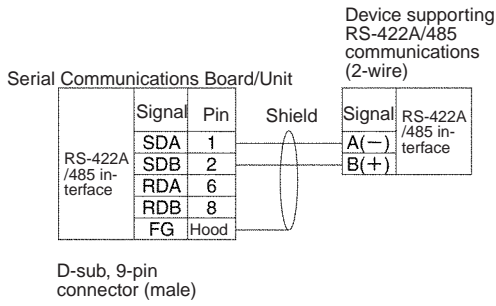 Device supporting
RS-422A/485
communications
(2-wire)
Serial Communications Board/Unit
Signal Pin Shield Signal
RS-422A
/485 in-
terface
SDA 1 A(−)
SDB 2 B(+)
RS-422A
/485 in-
terface
RDA 6
RDB 8
FG Hood
D-sub, 9-pin
connector (male)